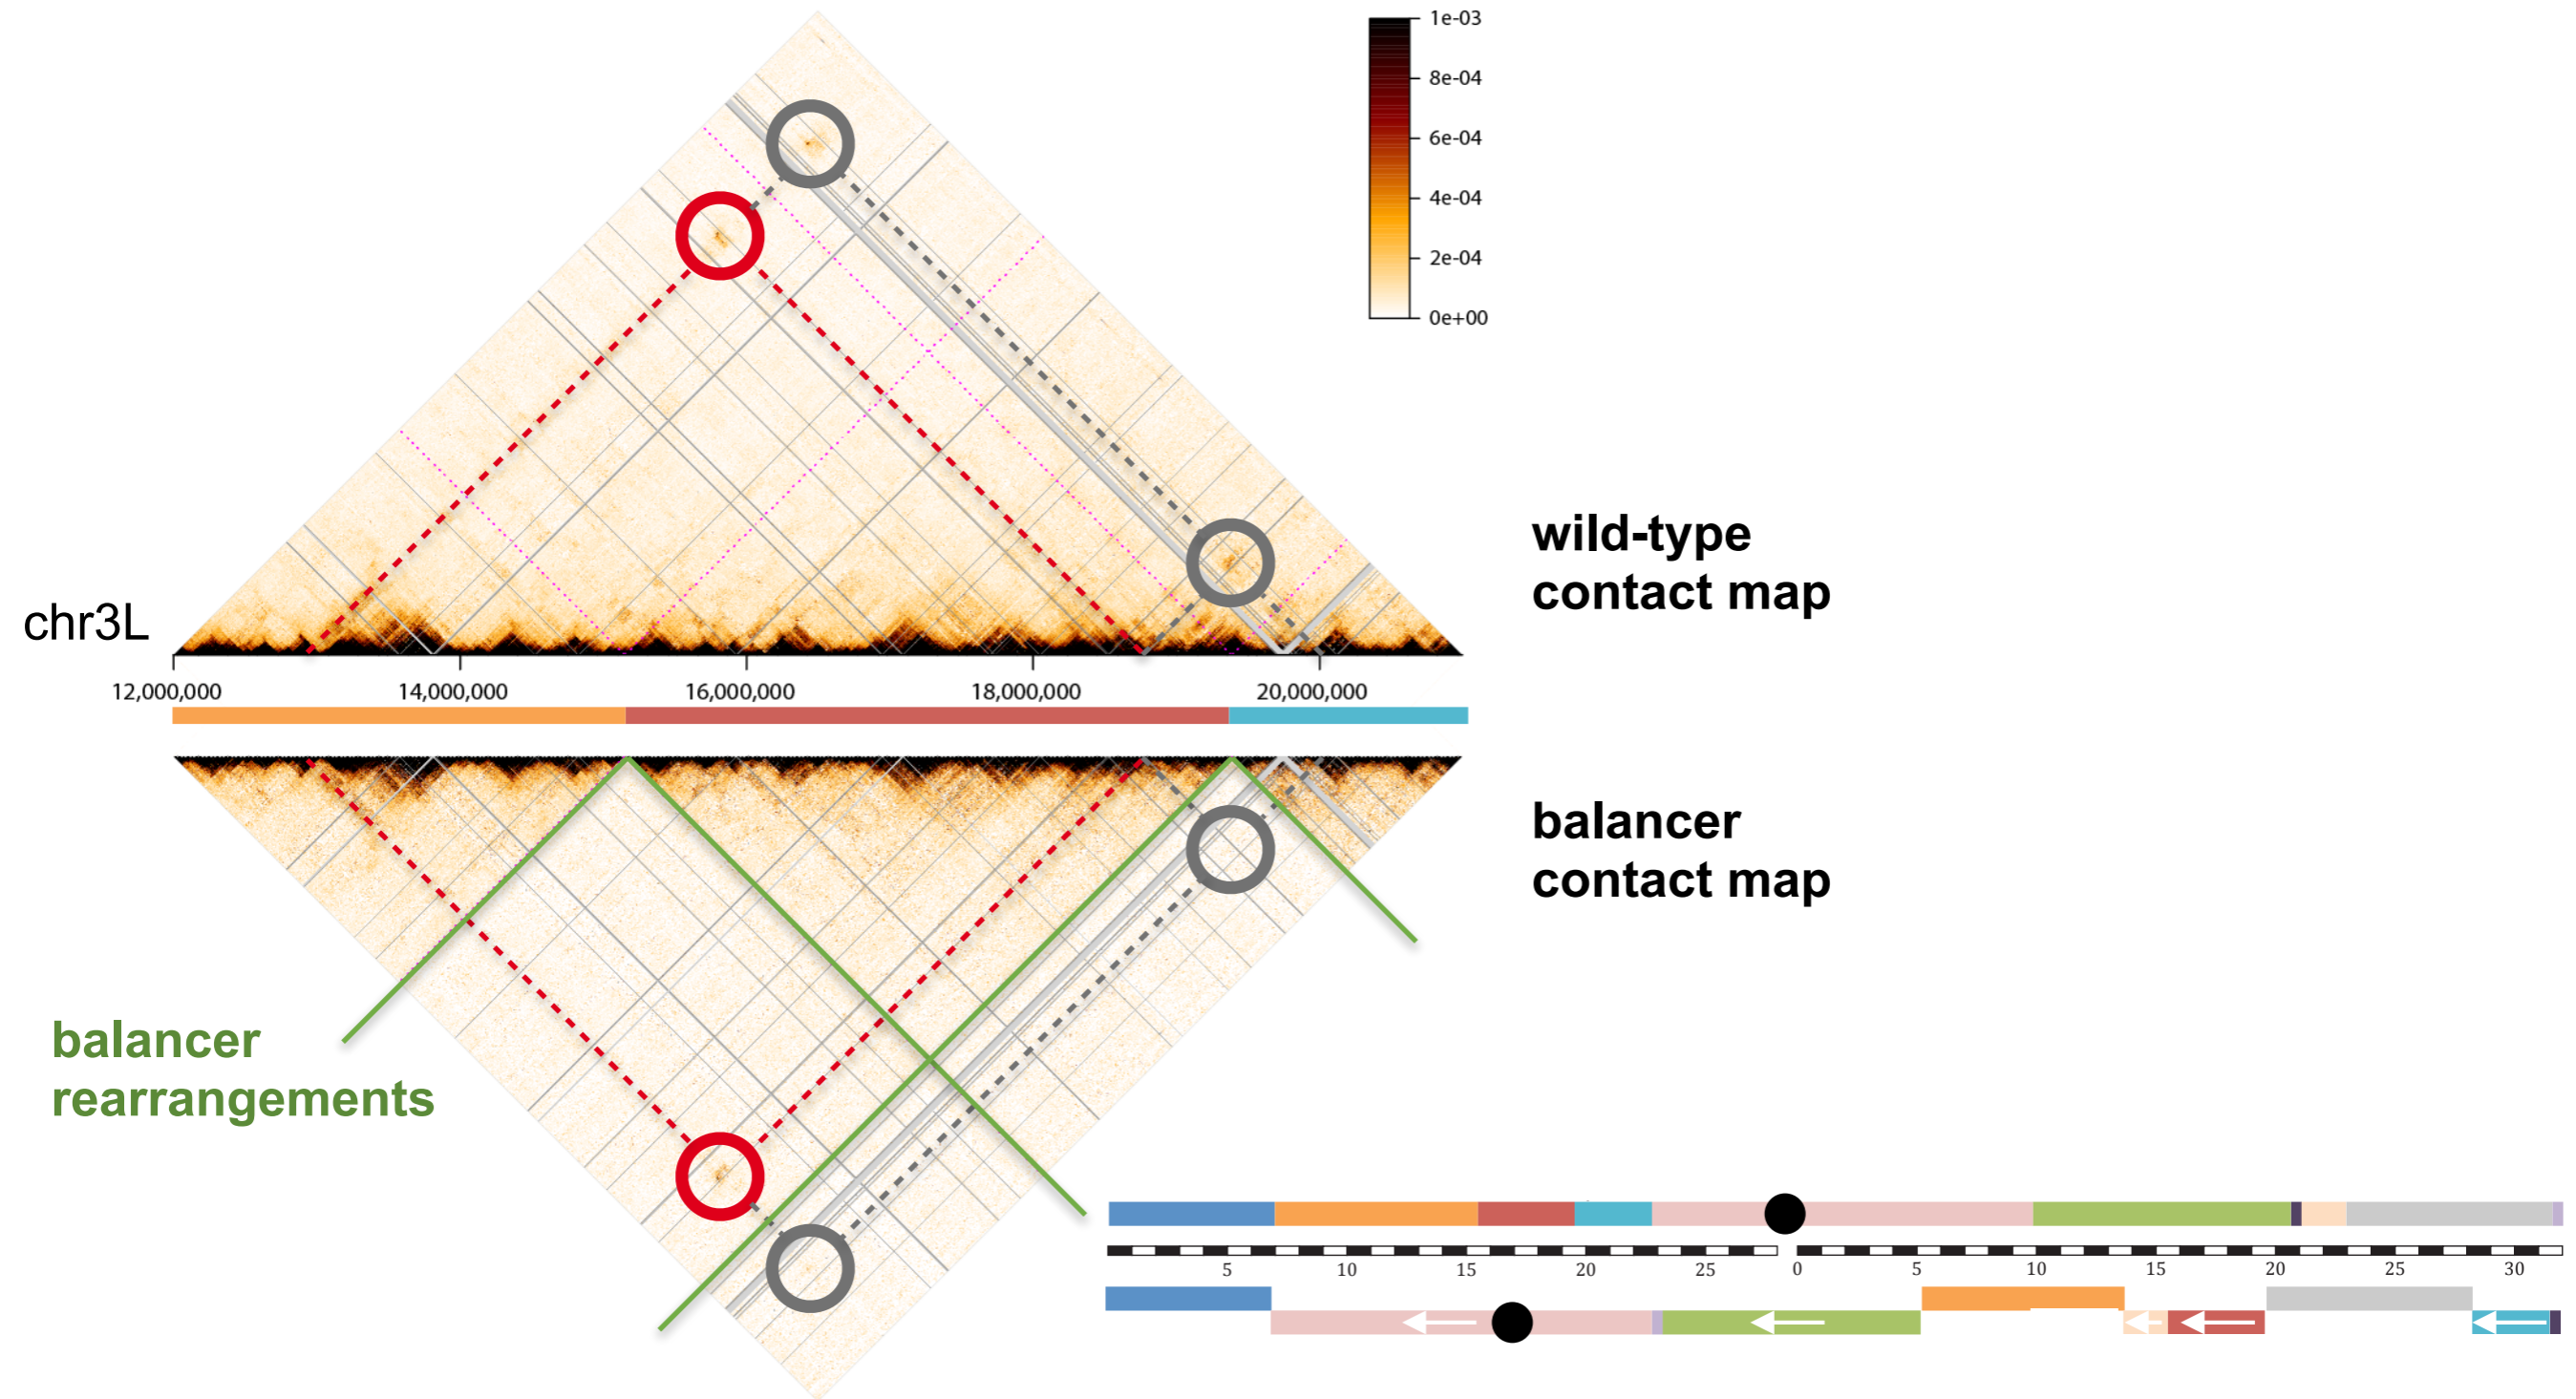 1e-03
8e-04
6e-04
4e-04
2e-04
0e+00
wild-type
contact map
chr3L
12,000,000 14,000,000 16,000,000 18,000,000 20,000,000
balancer
contact map
balancer
rearrangements
5 10 15 20 25 0 5 10 15 20 25 30